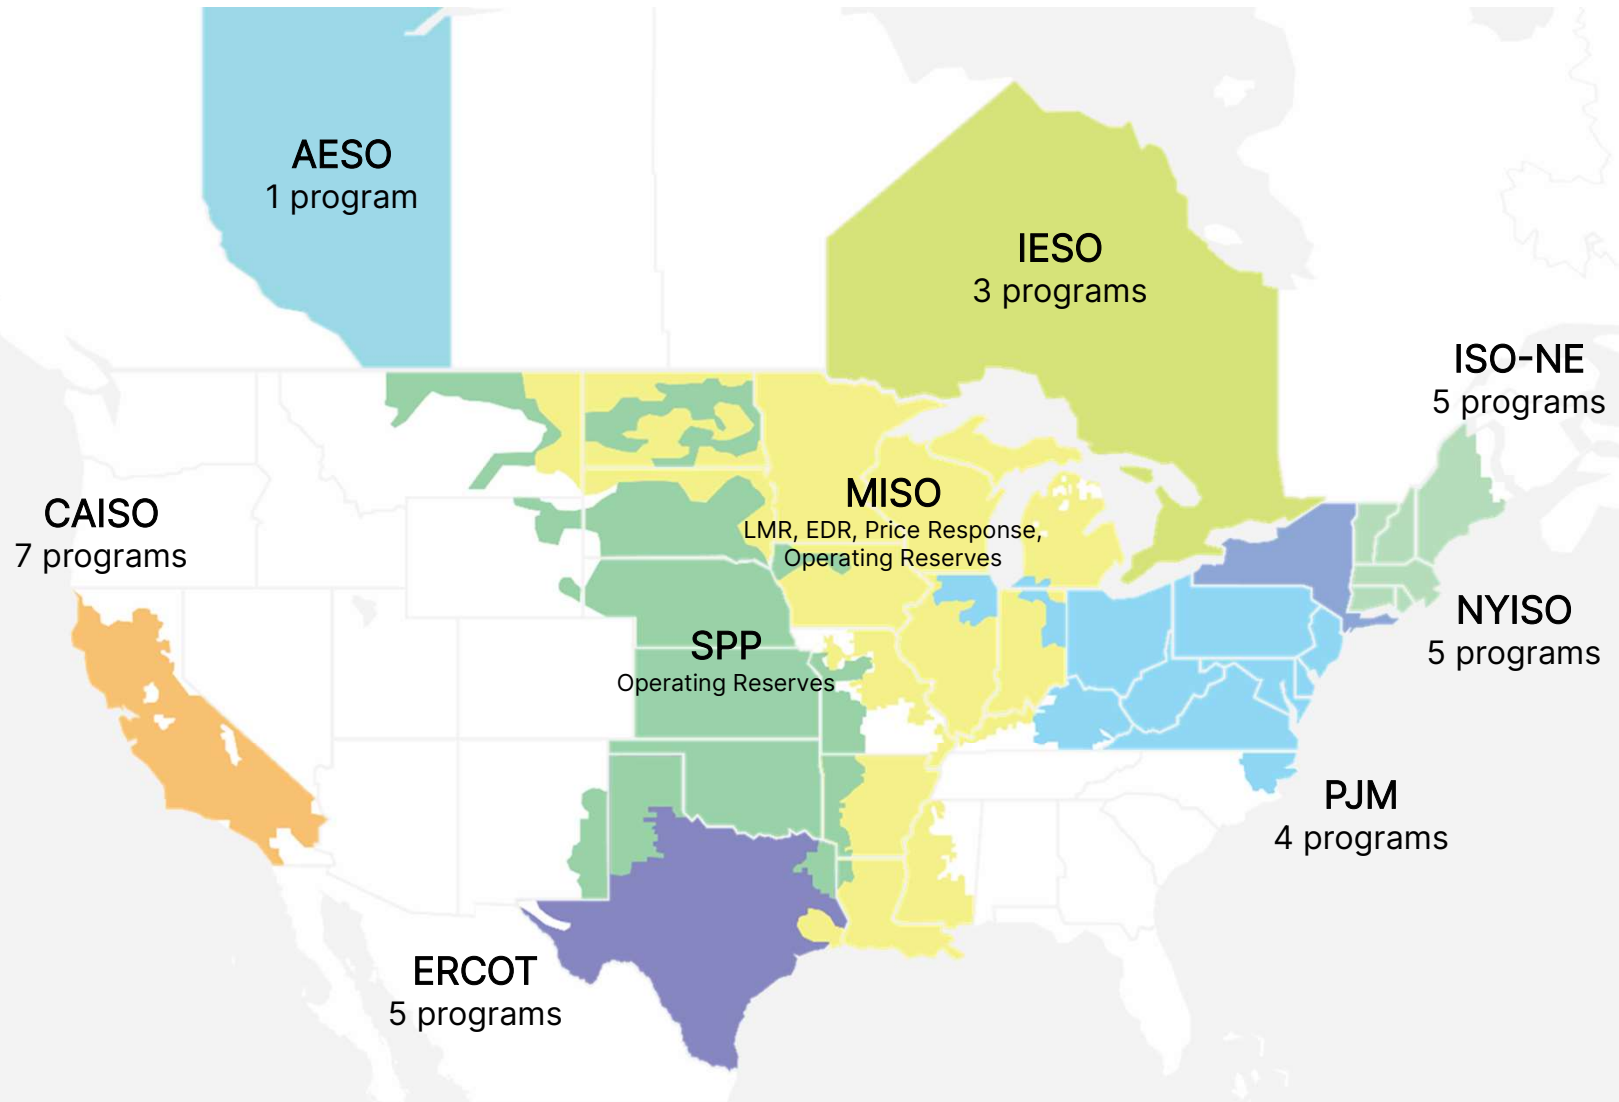 AESO
1 program
IESO
3 programs
ISO-NE
5 programs
CAISO
7 programs
MISO
LMR, EDR, Price Response,
Operating Reserves
NYISO
5 programs
SPP
Operating Reserves
PJM
4 programs
ERCOT
5 programs